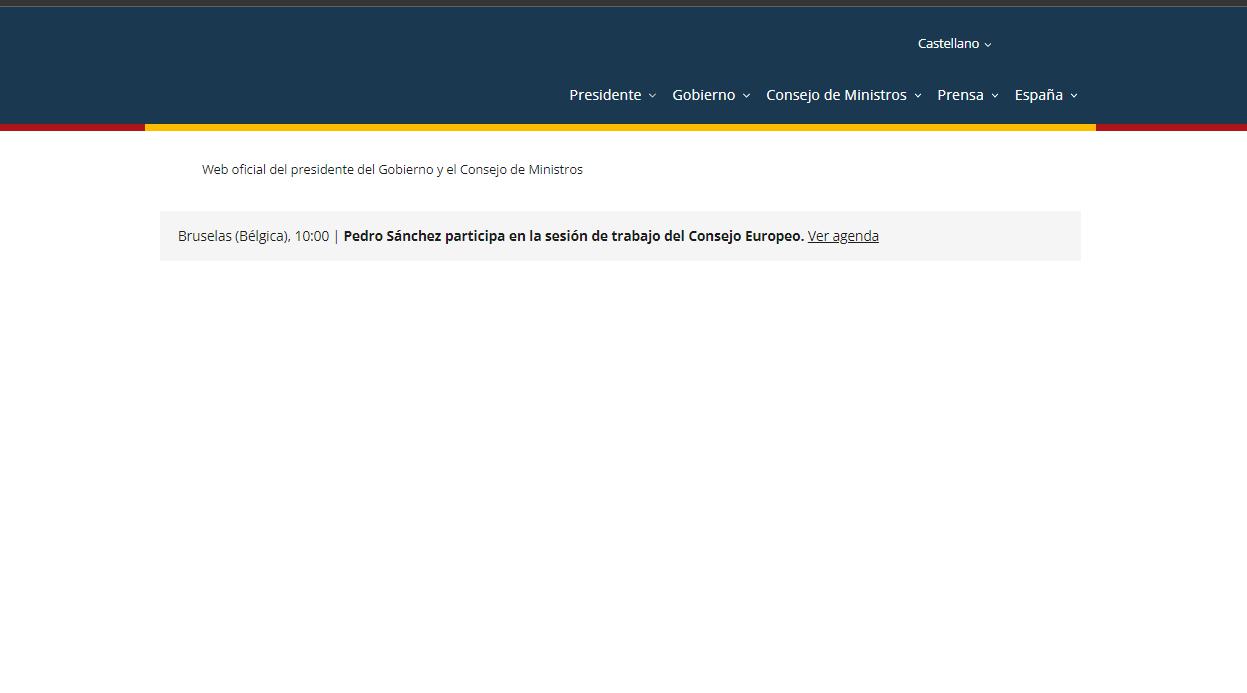 Castellano
Presidente Gobierno Consejo de Ministros Prensa España
Web oficial del presidente del Gobierno y el Consejo de Ministros
Bruselas (Bélgica), 10:00 | Pedro Sánchez participa en la sesión de trabajo del Consejo Europeo. Ver agenda